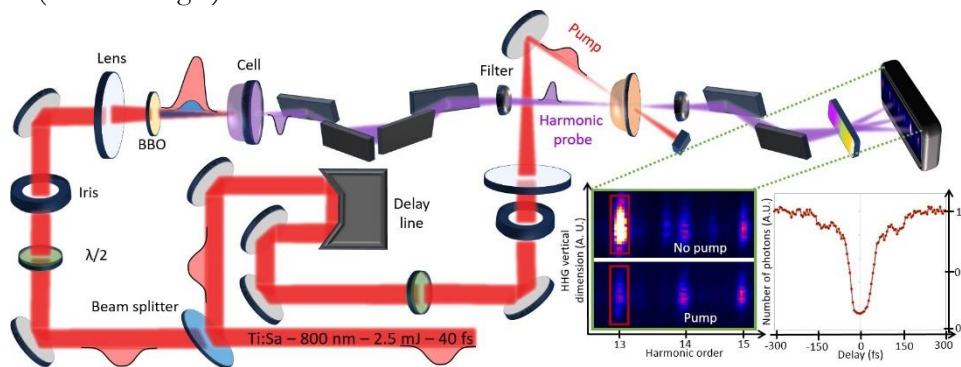 Lens
Cell
Filter
Pump
BBO
Harmonic
probe
Iris
Delay
line
λ/2
Beam splitter
Ti:Sa – 800 nm – 2.5 mJ – 40 fs
HHG vertical
dimension (A. U.)
No pump
Pump
13
14
15
Harmonic order
Number of photons (A.U.)
1
0
0
-300
-150
0
150
300
Delay (fs)